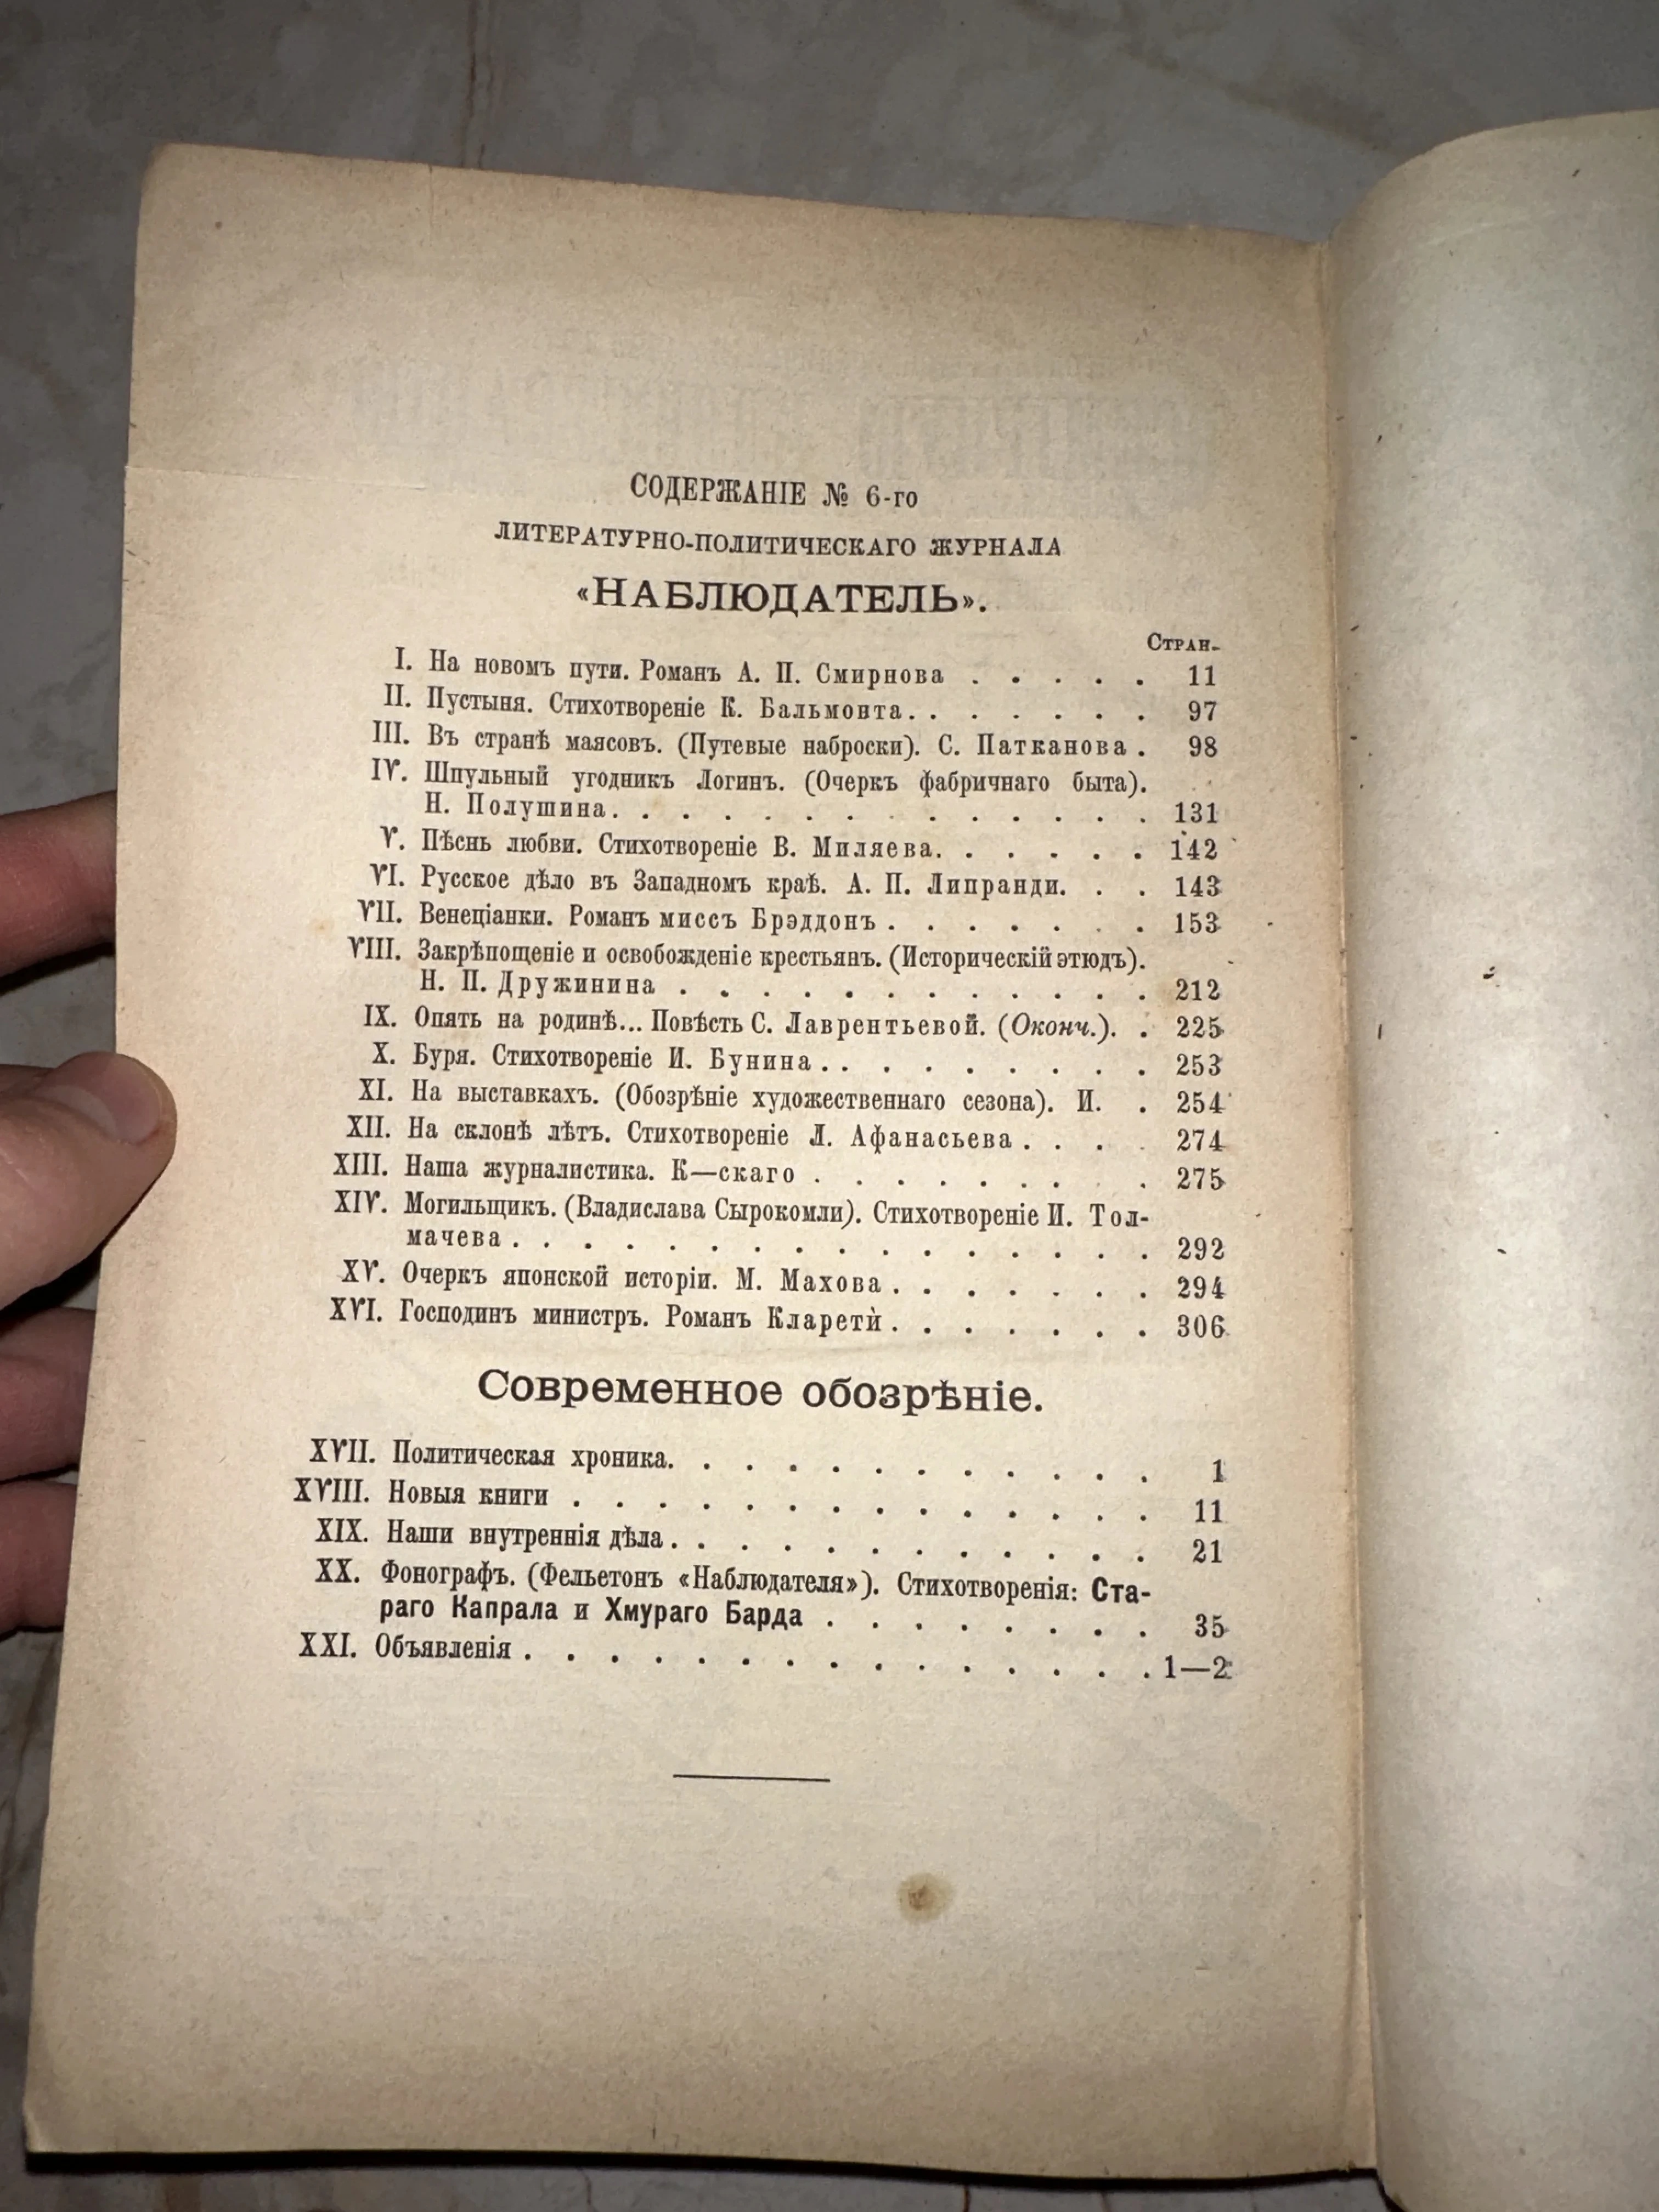 СОДЕРЖАНІЕ № 6-го
ЛИТЕРАТУРНО-ПОЛИТИЧЕСКАГО ЖУРНАЛА
«НАБЛЮДАТЕЛЬ».
СТРАН.
I. На новомъ пути. Романъ А. П. Смирнова . . . . . 11
II. Пустыня. Стихотвореніе К. Бальмонта. . . . . . . 97
III. Въ странѣ маясовъ. (Путевые наброски). С. Патканова . 98
IV. Шпульный угодникъ Логинъ. (Очеркъ фабричнаго быта).
Н. Полушина. . . . . . . . . . . . . . 131
V. Пѣснь любви. Стихотвореніе В. Миляева. . . . . . 142
VI. Русское дѣло въ Западномъ краѣ. А. П. Липранди. . . 143
VII. Венеціанки. Романъ миссъ Брэддонъ . . . . . . . 153
VIII. Закрѣпощеніе и освобожденіе крестьянъ. (Историческій этюдъ).
Н. П. Дружинина . . . . . . . . . . . . 212
IX. Опять на родинѣ... Повѣсть С. Лаврентьевой. (Оконч.). . 225
X. Буря. Стихотвореніе И. Бунина . . . . . . . . . 253
XI. На выставкахъ. (Обозрѣніе художественнаго сезона). И. . 254
XII. На склонѣ лѣтъ. Стихотвореніе Л. Афанасьева . . . . 274
XIII. Наша журналистика. К—скаго . . . . . . . . 275
XIV. Могильщикъ. (Владислава Сырокомли). Стихотвореніе И. Тол-
мачева . . . . . . . . . . . . . . . . 292
XV. Очеркъ японской исторіи. М. Махова . . . . . . . 294
XVI. Господинъ министръ. Романъ Кларетѝ . . . . . . . 306
Современное обозрѣніе.
XVII. Политическая хроника. . . . . . . . . . . . 1
XVIII. Новыя книги . . . . . . . . . . . . . . 11
XIX. Наши внутреннія дѣла . . . . . . . . . . . . 21
XX. Фонографъ. (Фельетонъ «Наблюдателя»). Стихотворенія: Ста-
раго Капрала и Хмураго Барда . . . . . . . . 35
XXI. Объявленія . . . . . . . . . . . . . . . 1—2